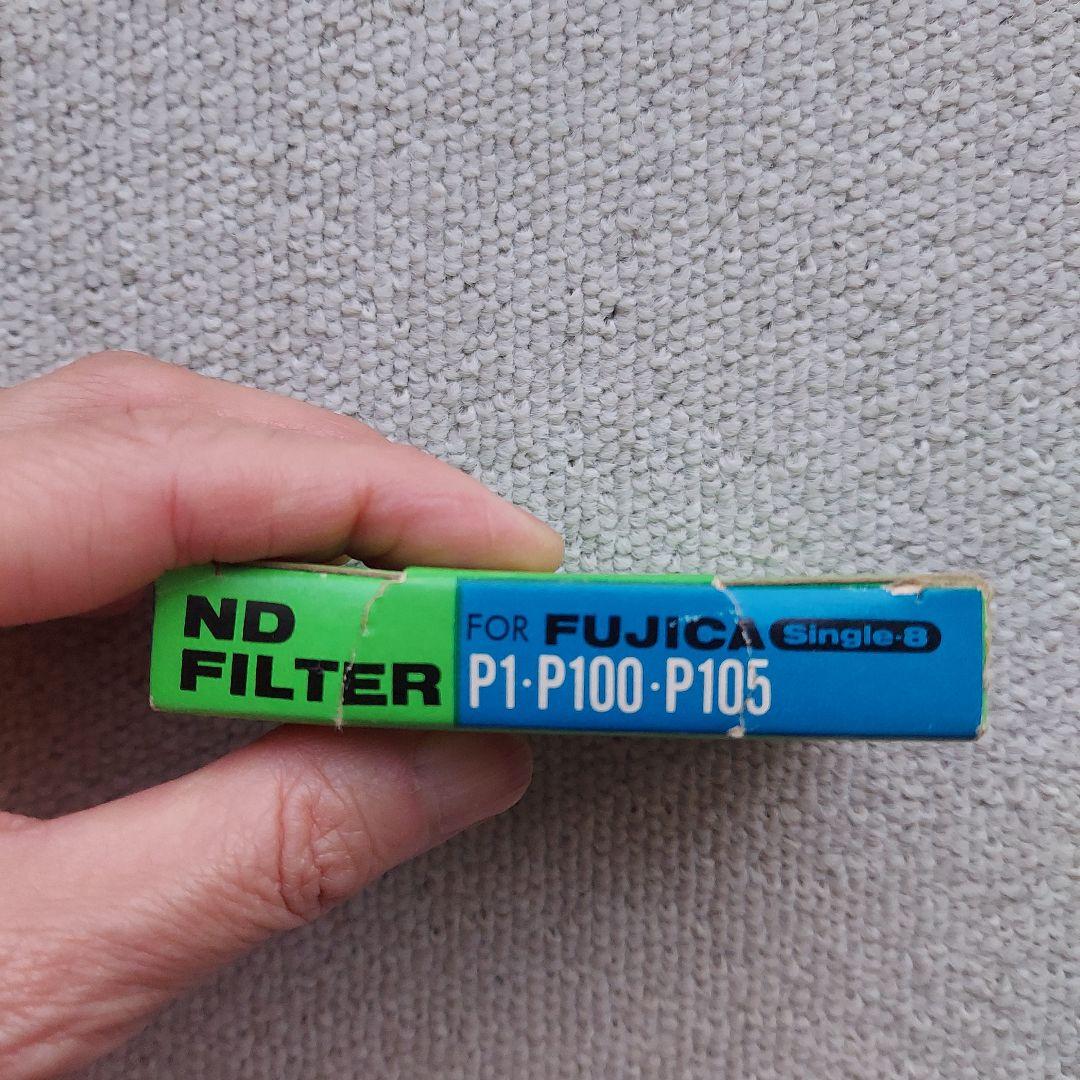 ND
FILTER
FOR FUJICA Single-8
P1·P100·P105